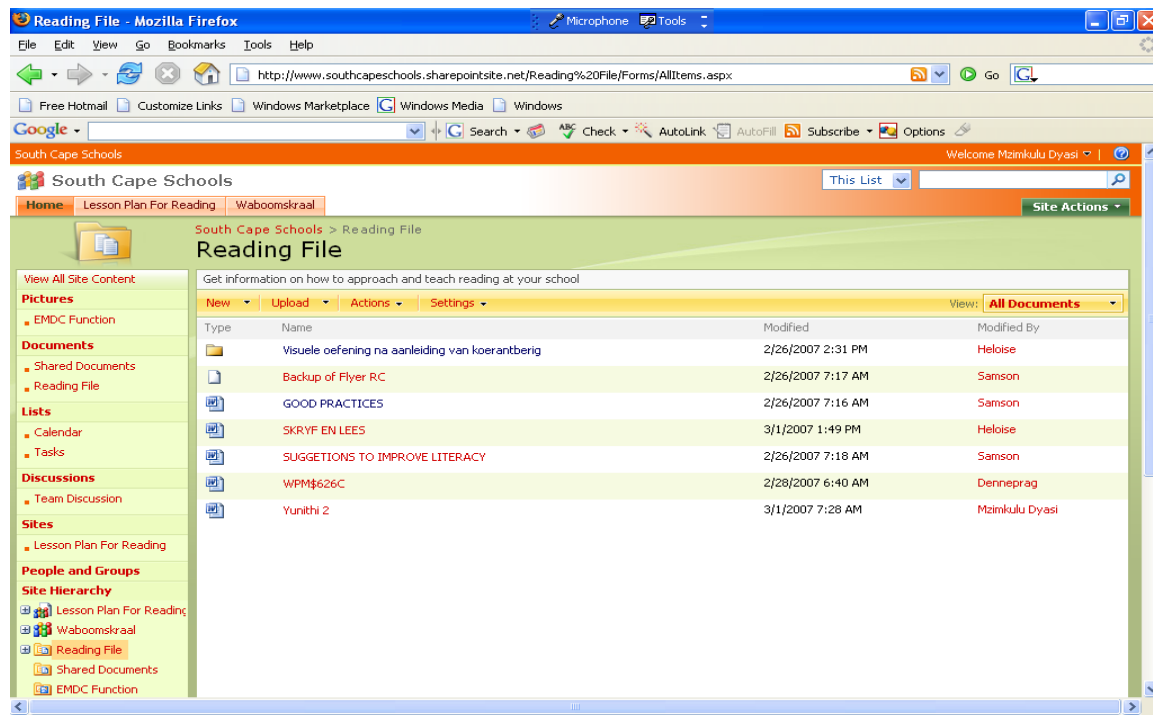 Reading File - Mozilla Firefox
Microphone Tools
File Edit View Go Bookmarks Tools Help
http://www.southcapeschools.sharepointsite.net/Reading%20File/Forms/AllItems.aspx Go
Free Hotmail Customize Links Windows Marketplace Windows Media Windows
Google Search Check AutoLink AutoFill Subscribe Options
South Cape Schools Welcome Mzimkulu Dyasi
South Cape Schools This List
Home Lesson Plan For Reading Waboomskraal Site Actions
South Cape Schools > Reading File
Reading File
View All Site Content Get information on how to approach and teach reading at your school
New Upload Actions Settings View: All Documents
Type Name Modified Modified By
Visuele oefening na aanleiding van koerantberig 2/26/2007 2:31 PM Heloise
Backup of Flyer RC 2/26/2007 7:17 AM Samson
GOOD PRACTICES 2/26/2007 7:16 AM Samson
SKRYF EN LEES 3/1/2007 1:49 PM Heloise
SUGGETIONS TO IMPROVE LITERACY 2/26/2007 7:18 AM Samson
WPM$626C 2/28/2007 6:40 AM Denneprag
Yunithi 2 3/1/2007 7:28 AM Mzimkulu Dyasi
Pictures
EMDC Function
Documents
Shared Documents
Reading File
Lists
Calendar
Tasks
Discussions
Team Discussion
Sites
Lesson Plan For Reading
People and Groups
Site Hierarchy
Lesson Plan For Reading
Waboomskraal
Reading File
Shared Documents
EMDC Function